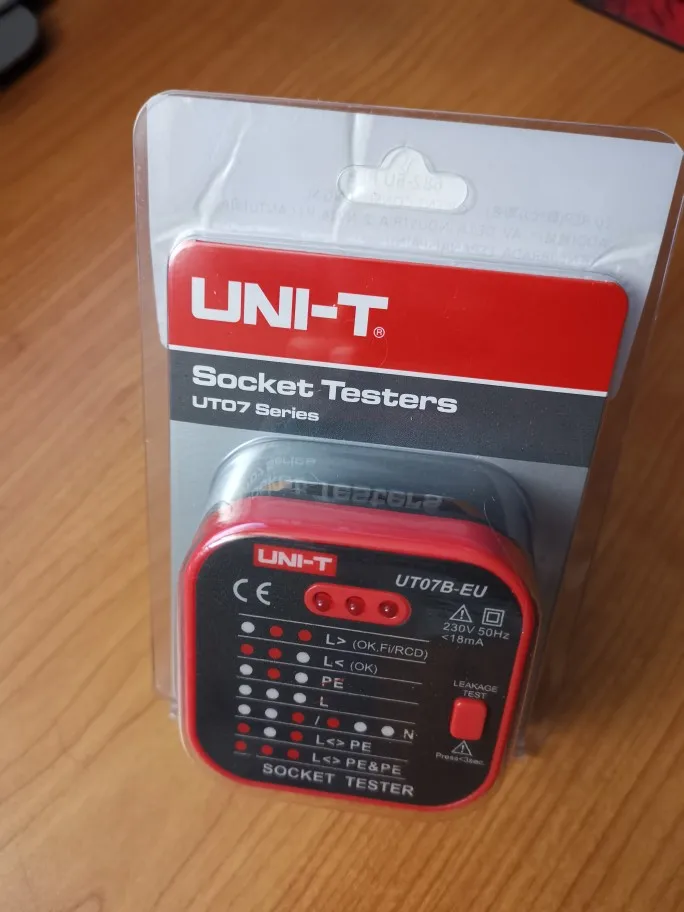 UNI-T®
Socket Testers
UT07 Series
UNI-T
CE
UT07B-EU
230V 50Hz
<18mA
L> (OK,Fi/RCD)
L< (OK)
PE
L
/ N
L<> PE
L<> PE&PE
LEAKAGE
TEST
Press<3sec.
SOCKET TESTER